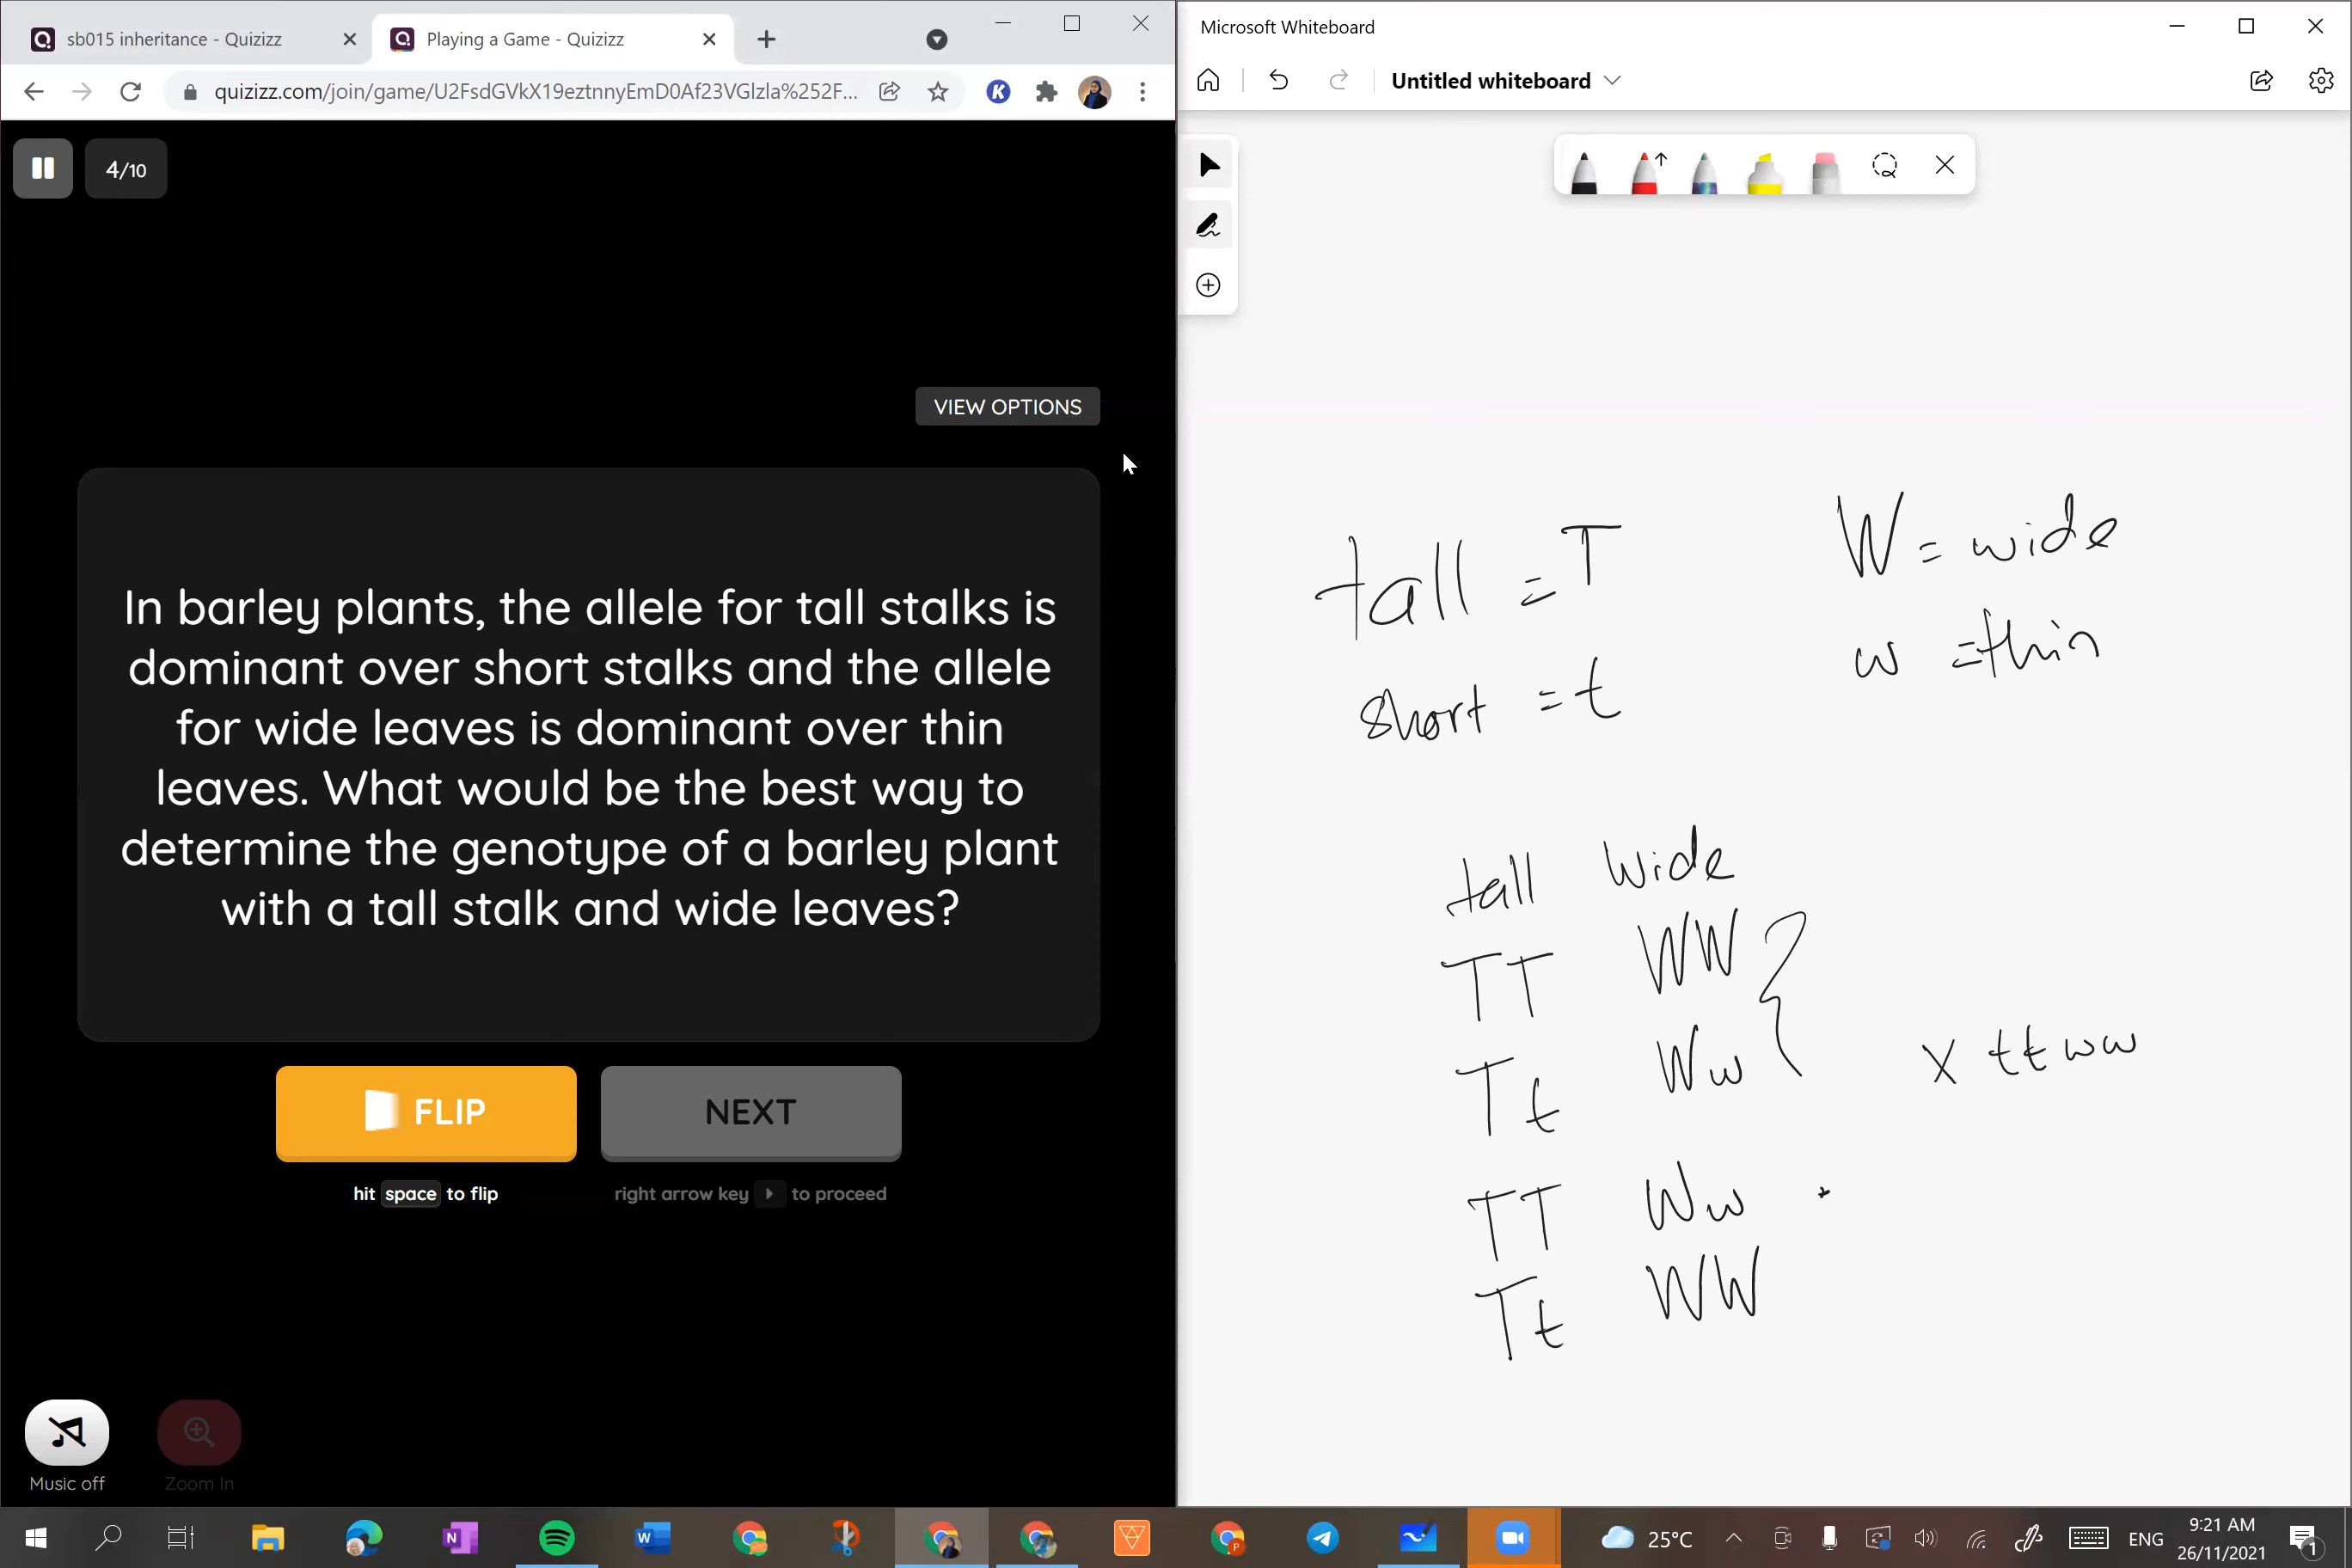 sb015 inheritance - Quizizz
Playing a Game - Quizizz
quizizz.com/join/game/U2FsdGVkX19eztnnyEmD0Af23VGlzla%252F...
4/10
VIEW OPTIONS
In barley plants, the allele for tall stalks is
dominant over short stalks and the allele
for wide leaves is dominant over thin
leaves. What would be the best way to
determine the genotype of a barley plant
with a tall stalk and wide leaves?
FLIP
NEXT
hit space to flip
right arrow key to proceed
Music off
Zoom In
Microsoft Whiteboard
Untitled whiteboard
tall = T
short = t
W = wide
w = thin
tall wide
TT WW
Tt Ww
x ttww
TT Ww
Tt WW
25°C
ENG
9:21 AM
26/11/2021
1